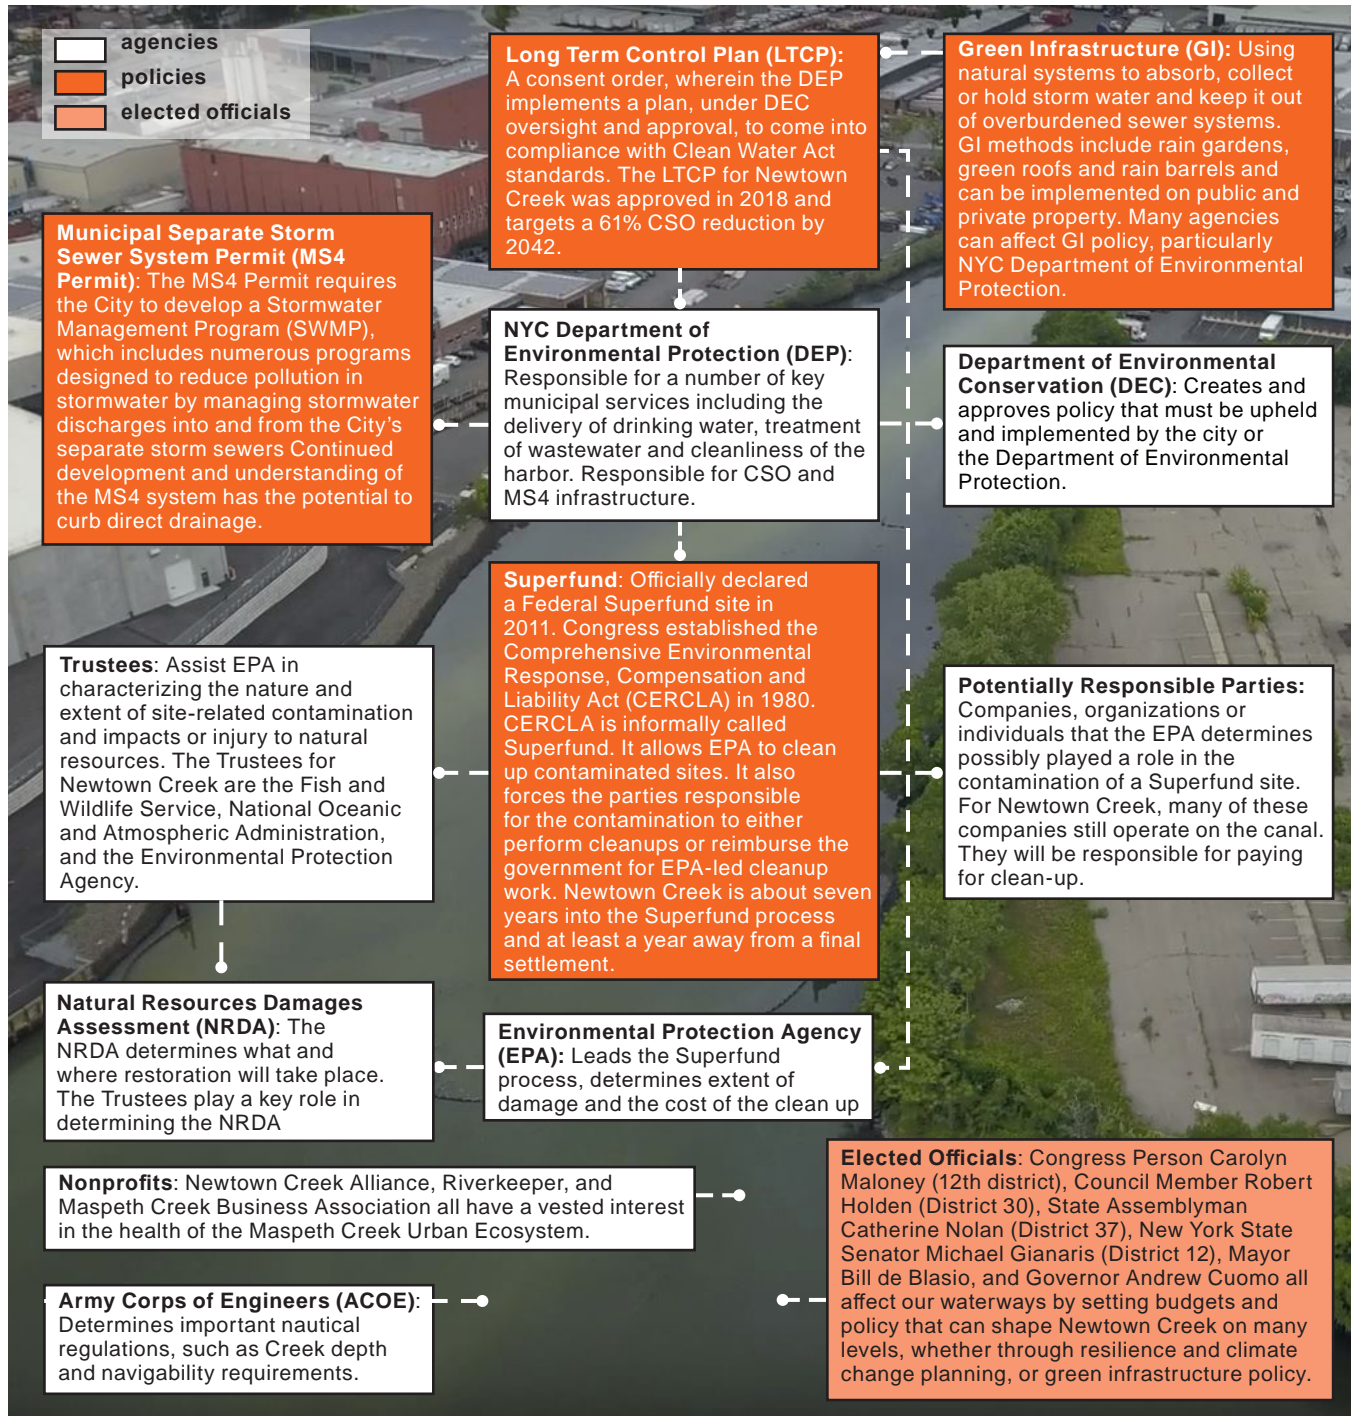 agencies
policies
elected officials
Long Term Control Plan (LTCP):
A consent order, wherein the DEP
implements a plan, under DEC
oversight and approval, to come into
compliance with Clean Water Act
standards. The LTCP for Newtown
Creek was approved in 2018 and
targets a 61% CSO reduction by
2042.
Green Infrastructure (GI): Using
natural systems to absorb, collect
or hold storm water and keep it out
of overburdened sewer systems.
GI methods include rain gardens,
green roofs and rain barrels and
can be implemented on public and
private property. Many agencies
can affect GI policy, particularly
NYC Department of Environmental
Protection.
Municipal Separate Storm
Sewer System Permit (MS4
Permit): The MS4 Permit requires
the City to develop a Stormwater
Management Program (SWMP),
which includes numerous programs
designed to reduce pollution in
stormwater by managing stormwater
discharges into and from the City's
separate storm sewers Continued
development and understanding of
the MS4 system has the potential to
curb direct drainage.
NYC Department of
Environmental Protection (DEP):
Responsible for a number of key
municipal services including the
delivery of drinking water, treatment
of wastewater and cleanliness of the
harbor. Responsible for CSO and
MS4 infrastructure.
Department of Environmental
Conservation (DEC): Creates and
approves policy that must be upheld
and implemented by the city or
the Department of Environmental
Protection.
Superfund: Officially declared
a Federal Superfund site in
2011. Congress established the
Comprehensive Environmental
Response, Compensation and
Liability Act (CERCLA) in 1980.
CERCLA is informally called
Superfund. It allows EPA to clean
up contaminated sites. It also
forces the parties responsible
for the contamination to either
perform cleanups or reimburse the
government for EPA-led cleanup
work. Newtown Creek is about seven
years into the Superfund process
and at least a year away from a final
settlement.
Trustees: Assist EPA in
characterizing the nature and
extent of site-related contamination
and impacts or injury to natural
resources. The Trustees for
Newtown Creek are the Fish and
Wildlife Service, National Oceanic
and Atmospheric Administration,
and the Environmental Protection
Agency.
Potentially Responsible Parties:
Companies, organizations or
individuals that the EPA determines
possibly played a role in the
contamination of a Superfund site.
For Newtown Creek, many of these
companies still operate on the canal.
They will be responsible for paying
for clean-up.
Natural Resources Damages
Assessment (NRDA): The
NRDA determines what and
where restoration will take place.
The Trustees play a key role in
determining the NRDA
Environmental Protection Agency
(EPA): Leads the Superfund
process, determines extent of
damage and the cost of the clean up
Nonprofits: Newtown Creek Alliance, Riverkeeper, and
Maspeth Creek Business Association all have a vested interest
in the health of the Maspeth Creek Urban Ecosystem.
Elected Officials: Congress Person Carolyn
Maloney (12th district), Council Member Robert
Holden (District 30), State Assemblyman
Catherine Nolan (District 37), New York State
Senator Michael Gianaris (District 12), Mayor
Bill de Blasio, and Governor Andrew Cuomo all
affect our waterways by setting budgets and
policy that can shape Newtown Creek on many
levels, whether through resilience and climate
change planning, or green infrastructure policy.
Army Corps of Engineers (ACOE):
Determines important nautical
regulations, such as Creek depth
and navigability requirements.